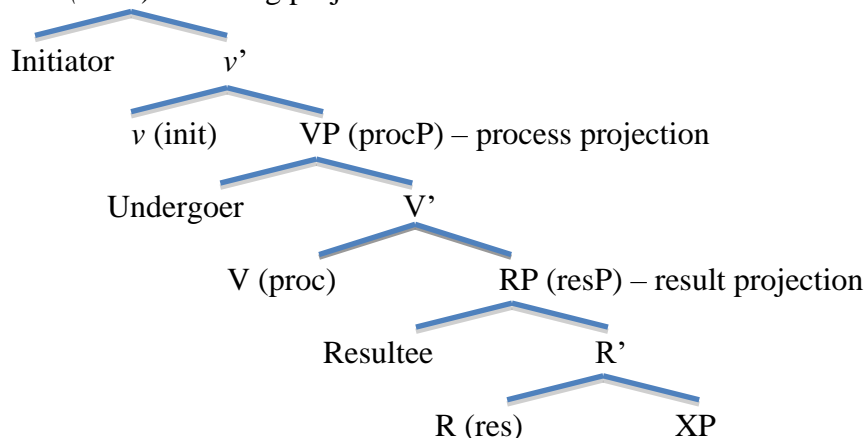 Initiator v’
v (init) VP (procP) – process projection
Undergoer V’
V (proc) RP (resP) – result projection
Resultee R’
R (res) XP